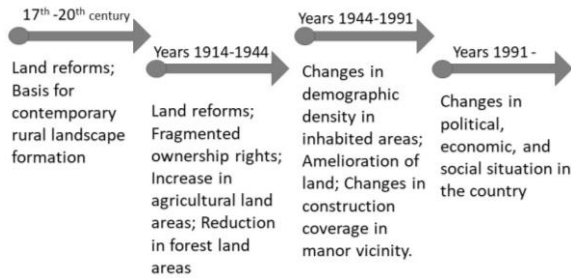 17th -20th century
Land reforms;
Basis for
contemporary
rural landscape
formation
Years 1914-1944
Land reforms;
Fragmented
ownership rights;
Increase in
agricultural land
areas; Reduction
in forest land
areas
Years 1944-1991
Changes in
demographic
density in
inhabited areas;
Amelioration of
land; Changes in
construction
coverage in
manor vicinity.
Years 1991 -
Changes in
political,
economic, and
social situation in
the country